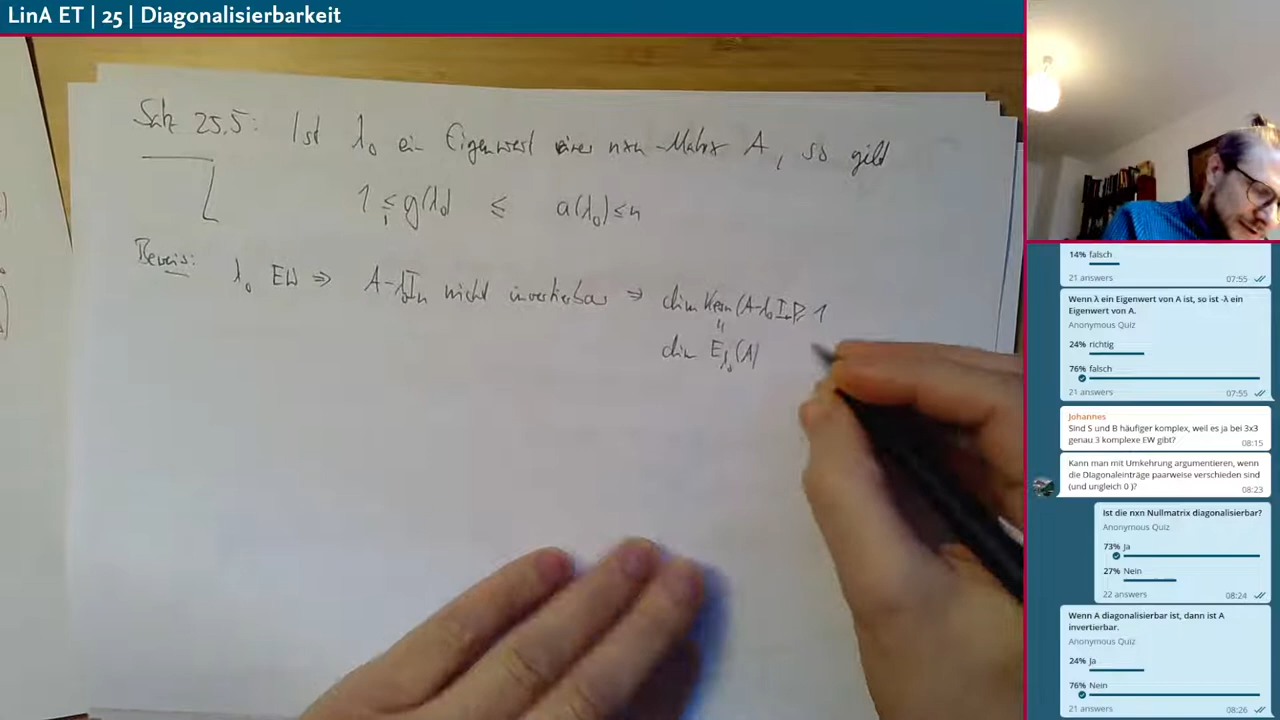 LinA ET | 25 | Diagonalisierbarkeit
Satz 25.5: Ist λ₀ ein Eigenwert einer nxn-Matrix A, so gilt
1 ≤ g(λ₀) ≤ a(λ₀) ≤ n
Beweis: λ₀ EW ⇒ A-λ₀Iₙ nicht invertierbar ⇒ dim Kern(A-λ₀Iₙ) ≥ 1
dim E_λ₀(A)
14% falsch
21 answers 07:55
Wenn λ ein Eigenwert von A ist, so ist -λ ein
Eigenwert von A.
Anonymous Quiz
24% richtig
76% falsch
21 answers 07:55
Johannes
Sind S und B häufiger komplex, weil es ja bei 3x3
genau 3 komplexe EW gibt?
08:15
Kann man mit Umkehrung argumentieren, wenn
die DIagonaleinträge paarweise verschieden sind
(und ungleich 0 )?
08:23
Ist die nxn Nullmatrix diagonalisierbar?
Anonymous Quiz
73% Ja
27% Nein
22 answers 08:24
Wenn A diagonalisierbar ist, dann ist A
invertierbar.
Anonymous Quiz
24% Ja
76% Nein
21 answers 08:26